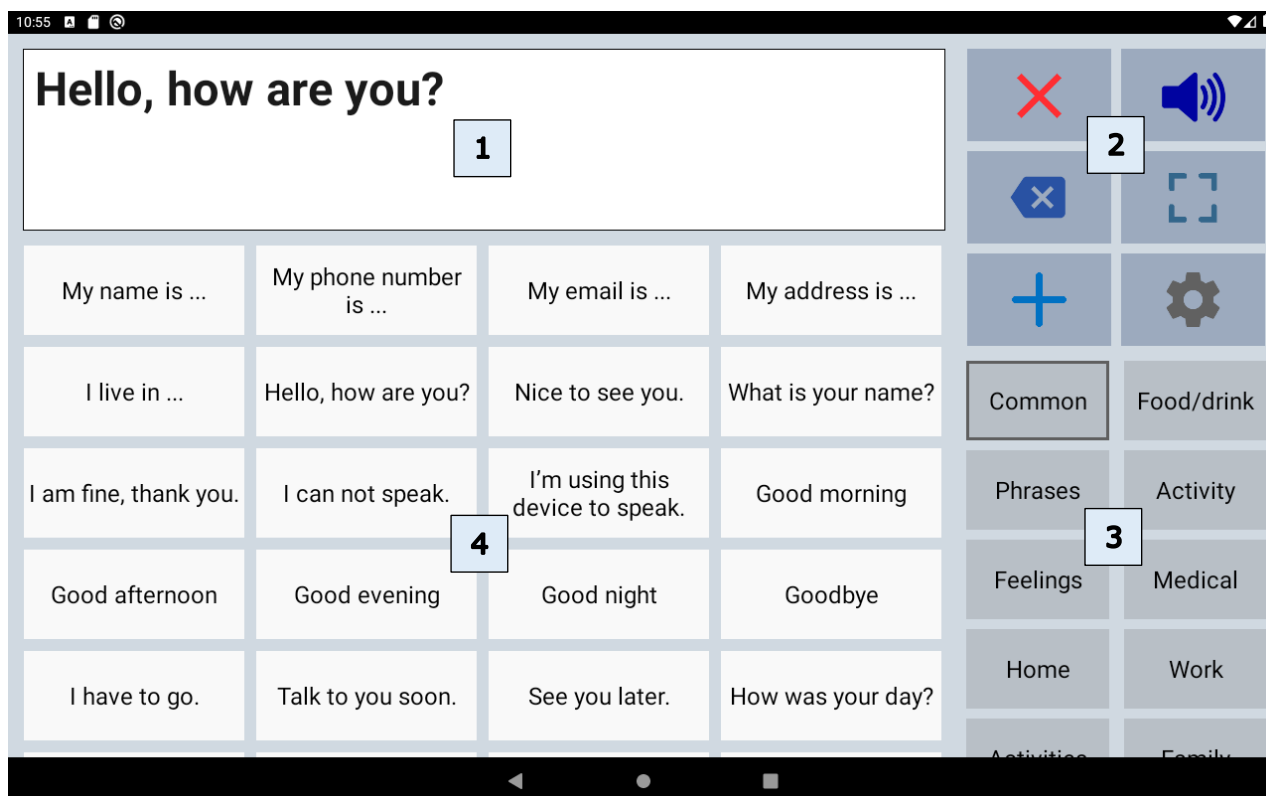 10:55
Hello, how are you?
1
2
My name is ...
My phone number
is ...
My email is ...
My address is ...
I live in ...
Hello, how are you?
Nice to see you.
What is your name?
Common
Food/drink
I am fine, thank you.
I can not speak.
I’m using this
device to speak.
Good morning
Phrases
Activity
4
3
Good afternoon
Good evening
Good night
Goodbye
Feelings
Medical
I have to go.
Talk to you soon.
See you later.
How was your day?
Home
Work
Activities
Family